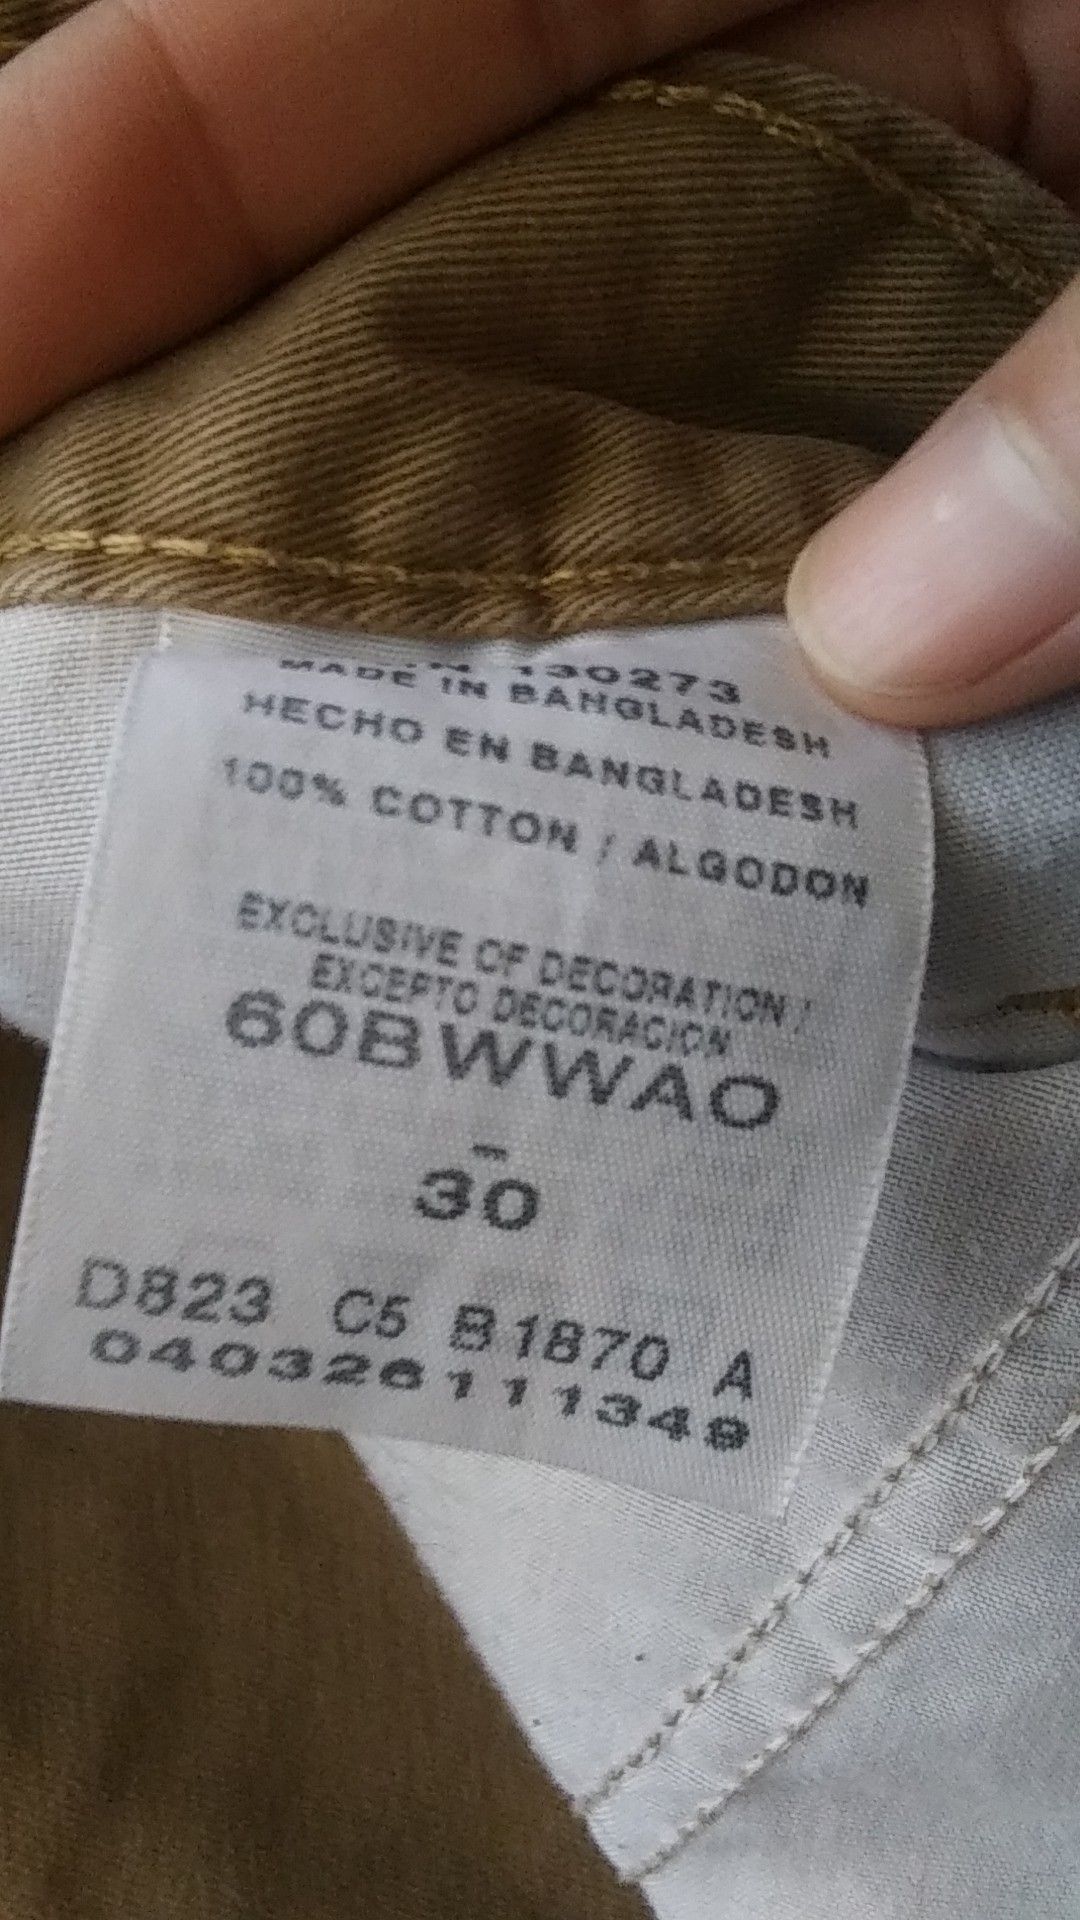 130273
MADE IN BANGLADESH
HECHO EN BANGLADESH
100% COTTON / ALGODON
EXCLUSIVE OF DECORATION /
EXCEPTO DECORACION
60BWWAO
-
30
D823 C5 B1870 A
040326111349